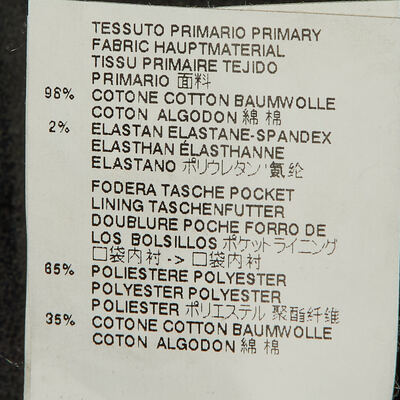 TESSUTO PRIMARIO PRIMARY
FABRIC HAUPTMATERIAL
TISSU PRIMAIRE TEJIDO
PRIMARIO 面料
98% COTONE COTTON BAUMWOLLE
COTON ALGODON 綿 棉
2% ELASTAN ELASTANE-SPANDEX
ELASTHAN ÉLASTHANNE
ELASTANO ポリウレタン 氨纶
FODERA TASCHE POCKET
LINING TASCHENFUTTER
DOUBLURE POCHE FORRO DE
LOS BOLSILLOS ポケットライニング
口袋内衬 -> 口袋内衬
65% POLIESTERE POLYESTER
POLYESTER POLYESTER
POLIESTER ポリエステル 聚酯纤维
35% COTONE COTTON BAUMWOLLE
COTON ALGODON 綿 棉